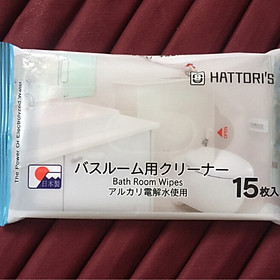 HATTORI'S
The Power Of Electrolyzed Water
OPEN
日本製
バスルーム用クリーナー
Bath Room Wipes
アルカリ電解水使用
15枚入